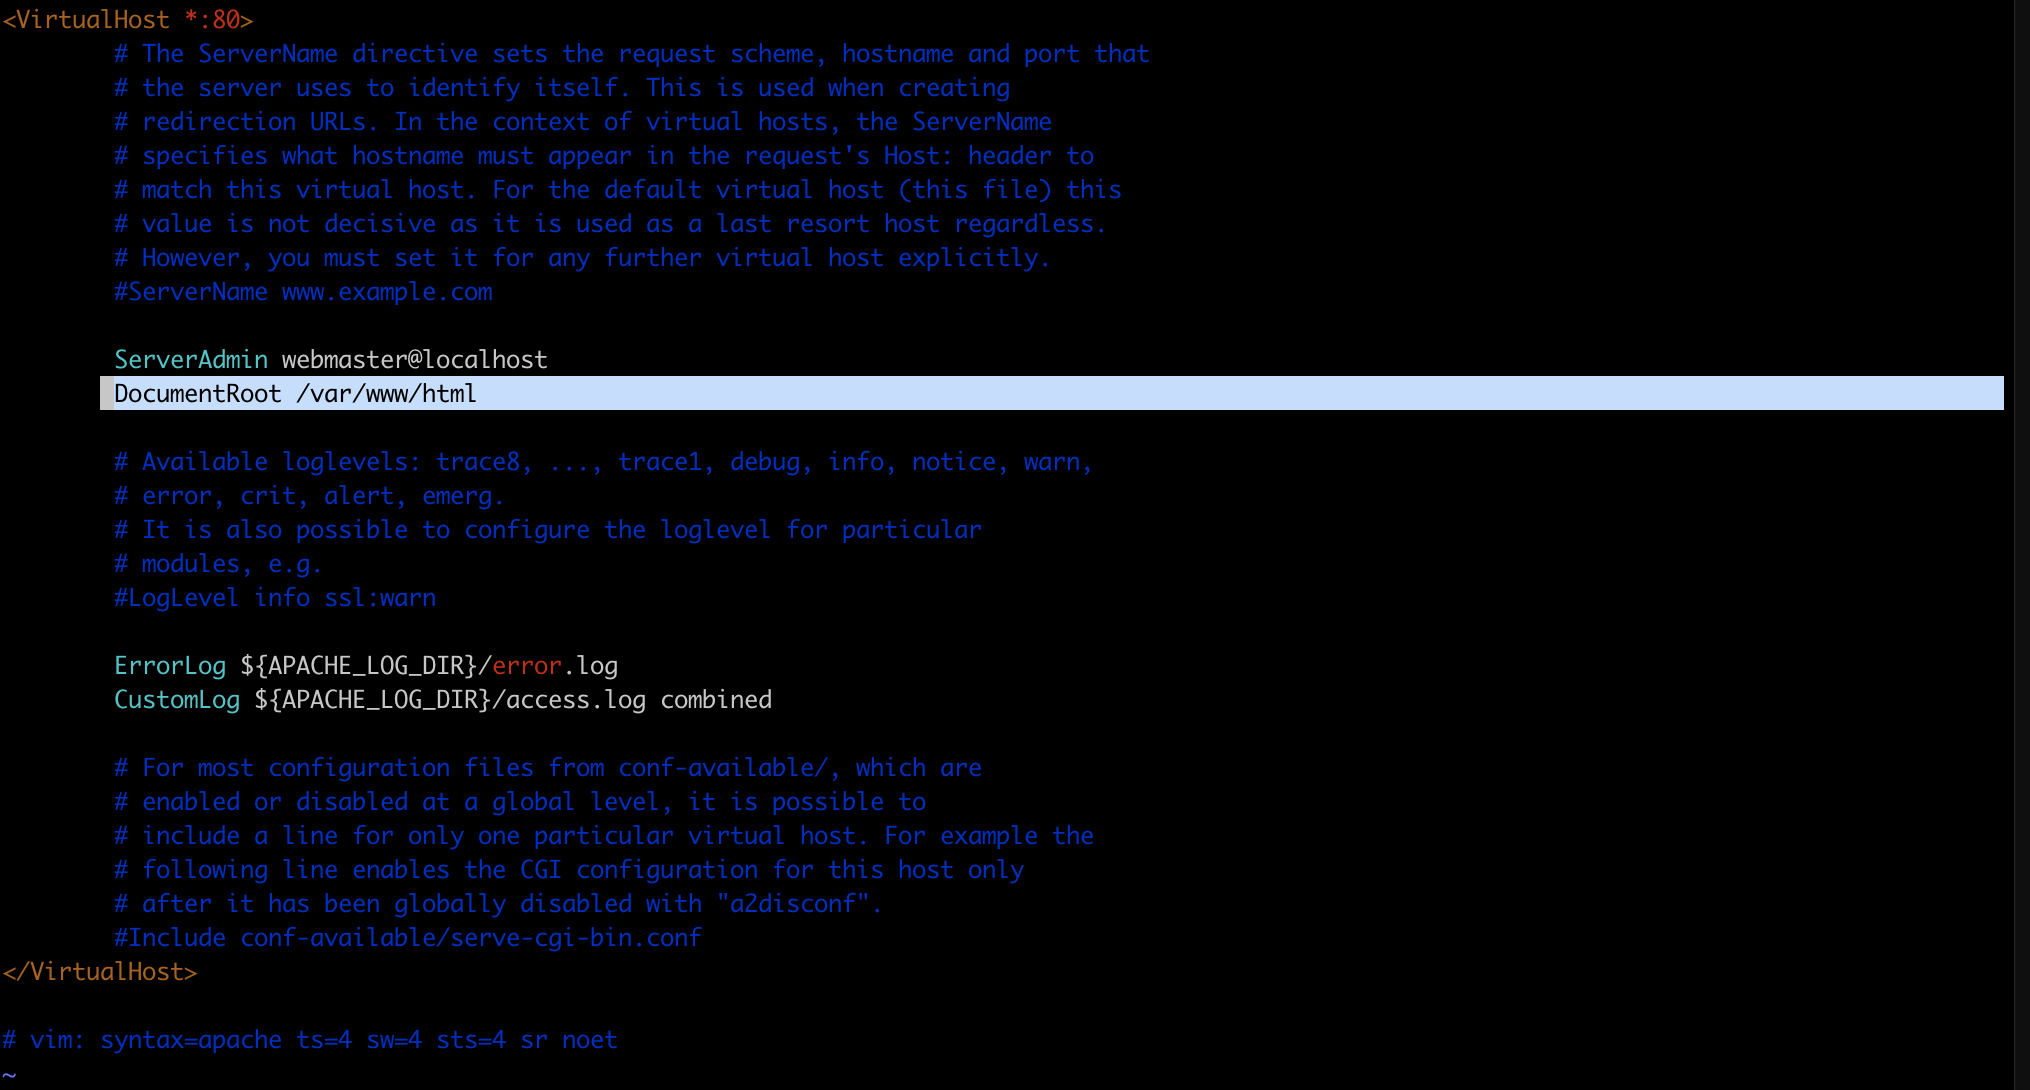 <VirtualHost *:80>
# The ServerName directive sets the request scheme, hostname and port that
# the server uses to identify itself. This is used when creating
# redirection URLs. In the context of virtual hosts, the ServerName
# specifies what hostname must appear in the request's Host: header to
# match this virtual host. For the default virtual host (this file) this
# value is not decisive as it is used as a last resort host regardless.
# However, you must set it for any further virtual host explicitly.
#ServerName www.example.com
ServerAdmin webmaster@localhost
DocumentRoot /var/www/html
# Available loglevels: trace8, ..., trace1, debug, info, notice, warn,
# error, crit, alert, emerg.
# It is also possible to configure the loglevel for particular
# modules, e.g.
#LogLevel info ssl:warn
ErrorLog ${APACHE_LOG_DIR}/error.log
CustomLog ${APACHE_LOG_DIR}/access.log combined
# For most configuration files from conf-available/, which are
# enabled or disabled at a global level, it is possible to
# include a line for only one particular virtual host. For example the
# following line enables the CGI configuration for this host only
# after it has been globally disabled with "a2disconf".
#Include conf-available/serve-cgi-bin.conf
</VirtualHost>
# vim: syntax=apache ts=4 sw=4 sts=4 sr noet
~